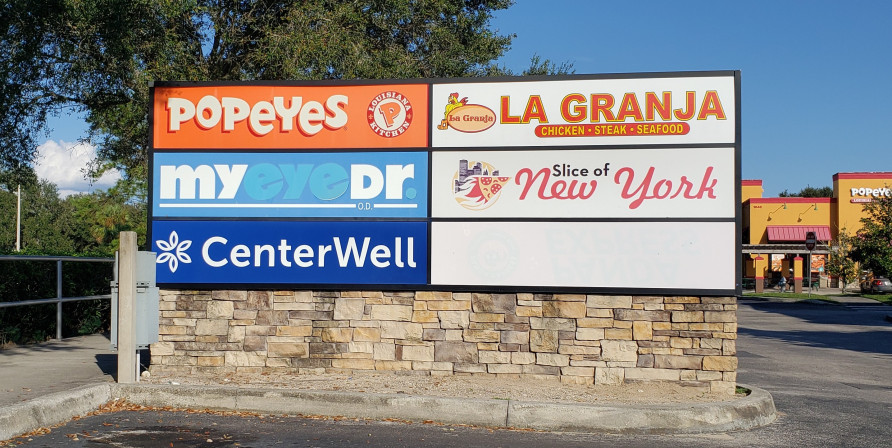 POPEYES
LOUISIANA
P
KITCHEN
La Granja
LA GRANJA
CHICKEN • STEAK • SEAFOOD
myeyeDr.
O.D.
Slice of
New York
CenterWell
POPEYES